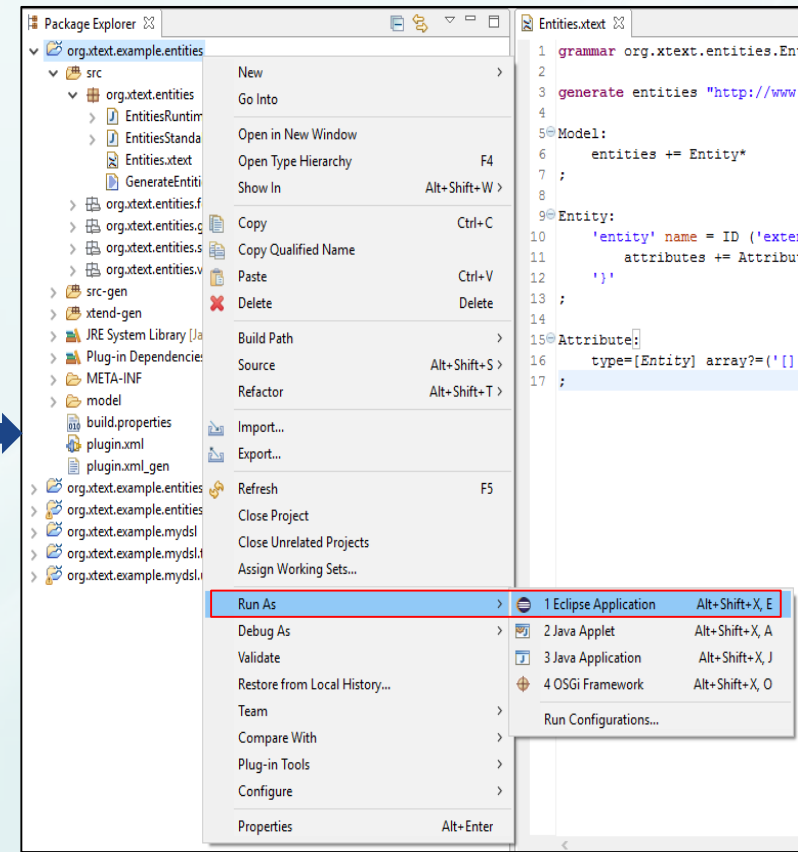 Package Explorer
org.xtext.example.entities
src
org.xtext.entities
EntitiesRuntim
EntitiesStanda
Entities.xtext
GenerateEntiti
org.xtext.entities.f
org.xtext.entities.g
org.xtext.entities.s
org.xtext.entities.v
src-gen
xtend-gen
JRE System Library [Ja
Plug-in Dependencies
META-INF
model
build.properties
plugin.xml
plugin.xml_gen
org.xtext.example.entities
org.xtext.example.entities
org.xtext.example.mydsl
org.xtext.example.mydsl.t
org.xtext.example.mydsl.u
New
Go Into
Open in New Window
Open Type Hierarchy F4
Show In Alt+Shift+W
Copy Ctrl+C
Copy Qualified Name
Paste Ctrl+V
Delete Delete
Build Path
Source Alt+Shift+S
Refactor Alt+Shift+T
Import...
Export...
Refresh F5
Close Project
Close Unrelated Projects
Assign Working Sets...
Run As
Debug As
Validate
Restore from Local History...
Team
Compare With
Plug-in Tools
Configure
Properties Alt+Enter
1 Eclipse Application Alt+Shift+X, E
2 Java Applet Alt+Shift+X, A
3 Java Application Alt+Shift+X, J
4 OSGi Framework Alt+Shift+X, O
Run Configurations...
Entities.xtext
1 grammar org.xtext.entities.En
2
3 generate entities "http://www
4
5 Model:
6 entities += Entity*
7 ;
8
9 Entity:
10 'entity' name = ID ('exten
11 attributes += Attribu
12 '}'
13 ;
14
15 Attribute:
16 type=[Entity] array?=('[]
17 ;